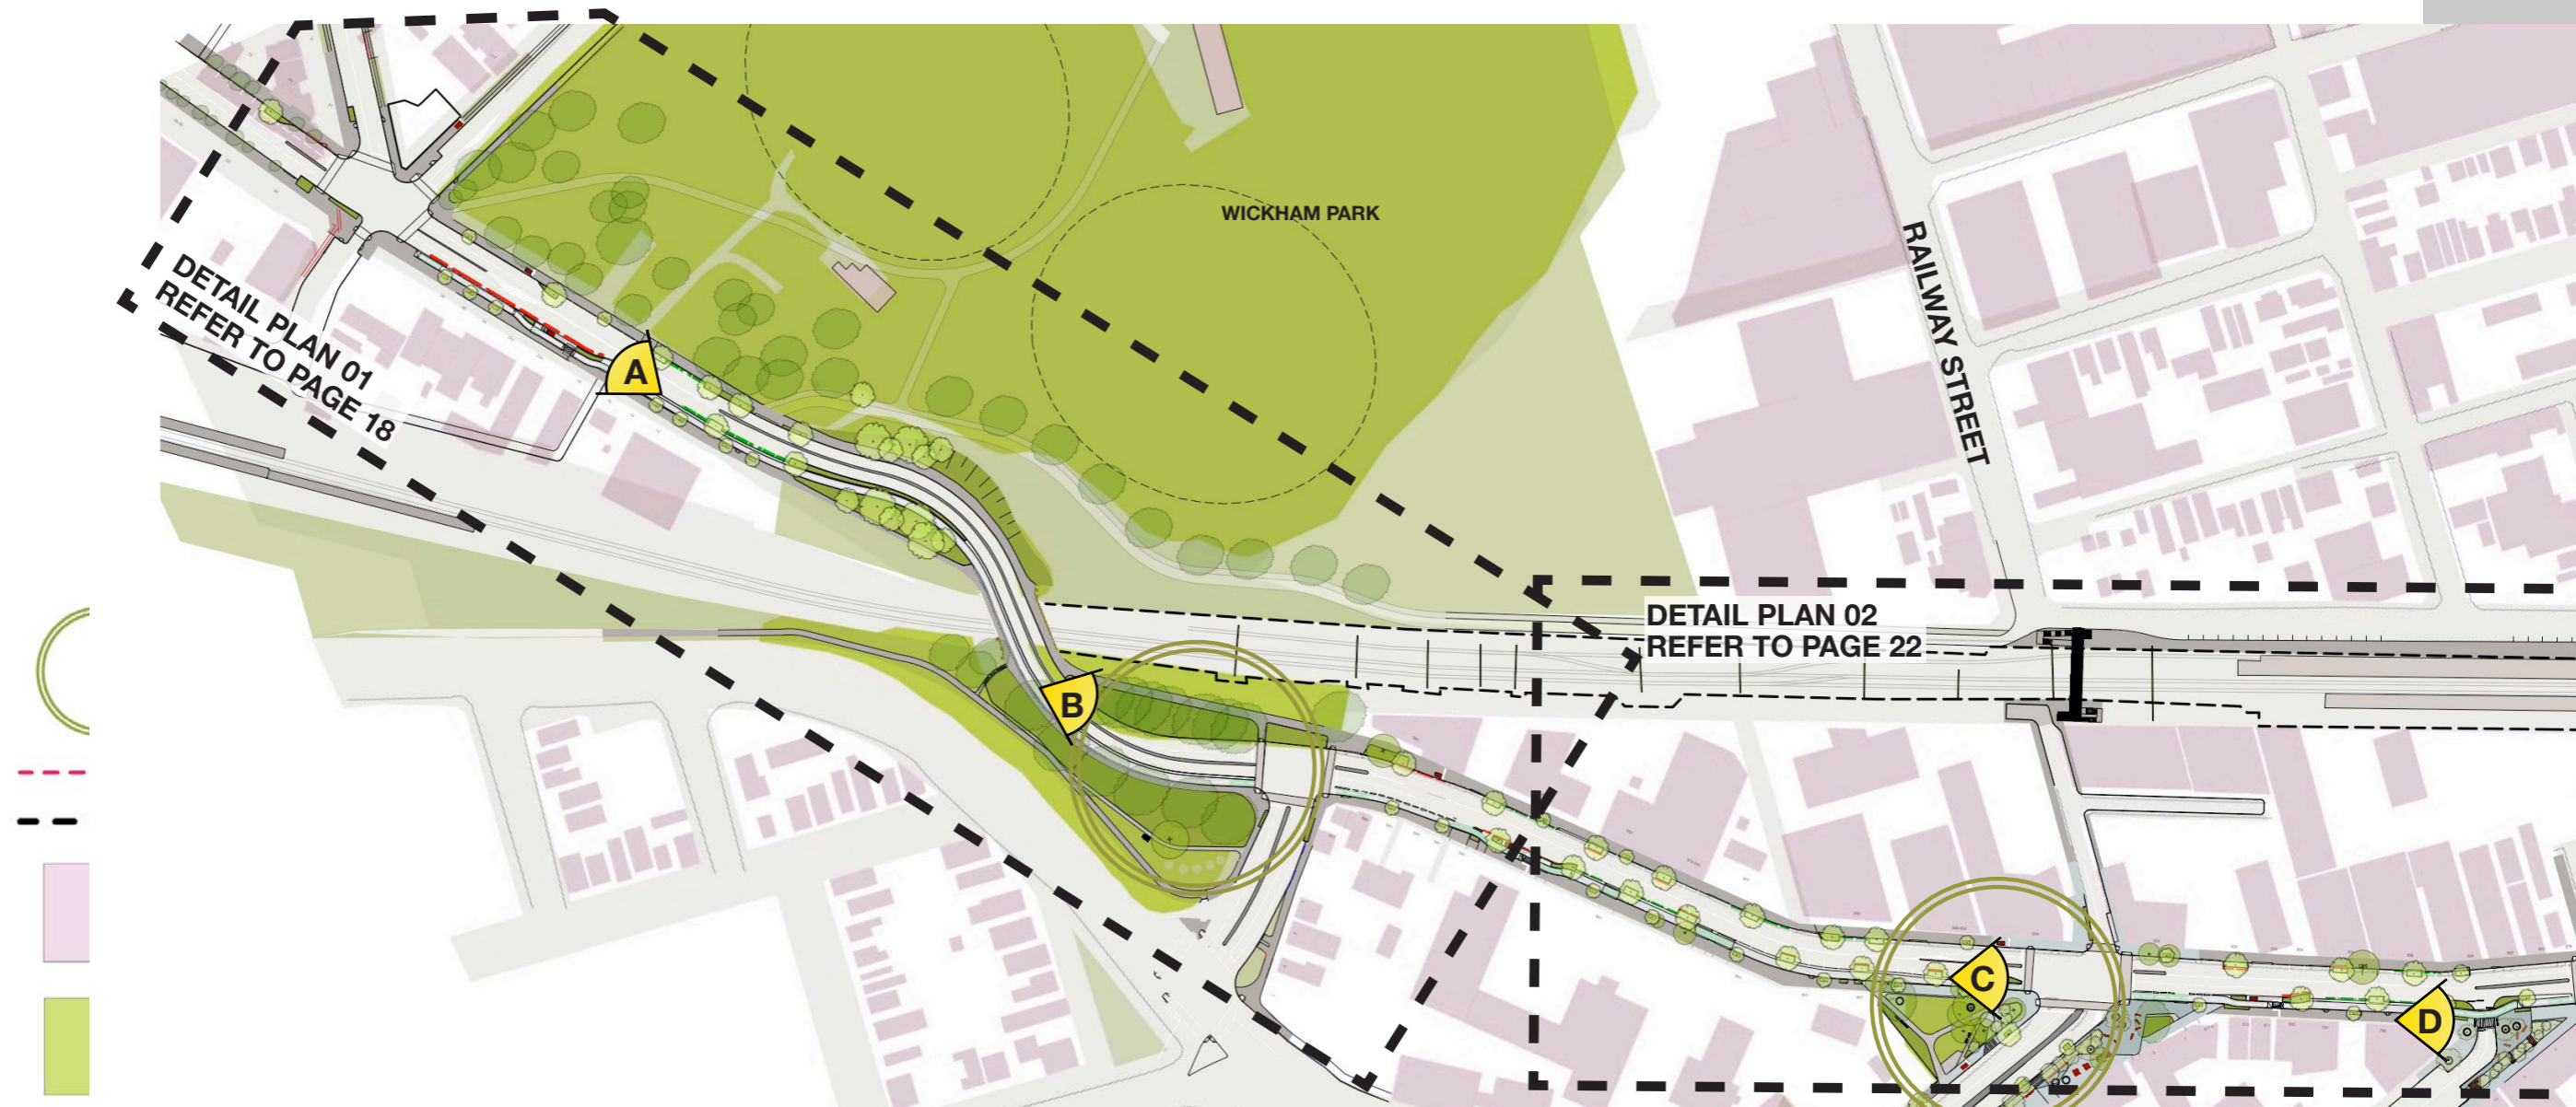 WICKHAM PARK
RAILWAY STREET
DETAIL PLAN 01
REFER TO PAGE 18
A
DETAIL PLAN 02
REFER TO PAGE 22
B
C
D